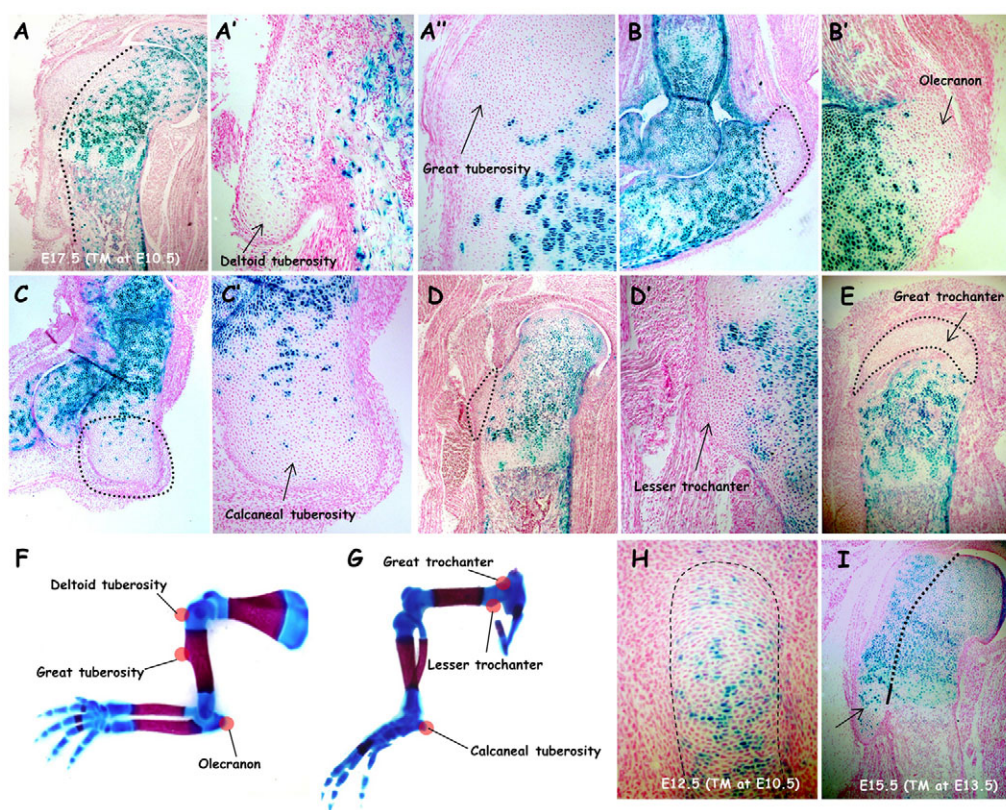 A
E17.5 (TM at E10.5)
A'
Deltoid tuberosity
A''
Great tuberosity
B
B'
Olecranon
C
C'
Calcaneal tuberosity
D
D'
Lesser trochanter
E
Great trochanter
F
Deltoid tuberosity
Great tuberosity
Olecranon
G
Great trochanter
Lesser trochanter
Calcaneal tuberosity
H
E12.5 (TM at E10.5)
I
E15.5 (TM at E13.5)